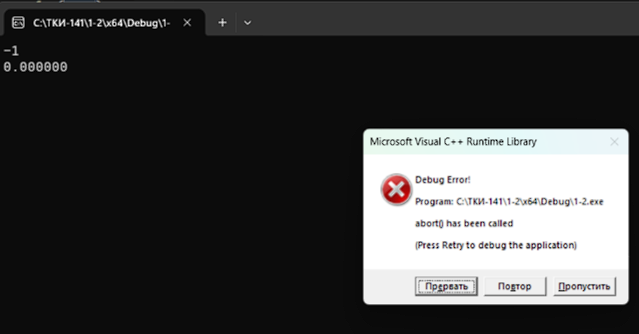 C:\ТКИ-141\1-2\x64\Debug\1-
-1
0.000000
Microsoft Visual C++ Runtime Library
Debug Error!
Program: C:\ТКИ-141\1-2\x64\Debug\1-2.exe
abort() has been called
(Press Retry to debug the application)
Прервать Повтор Пропустить